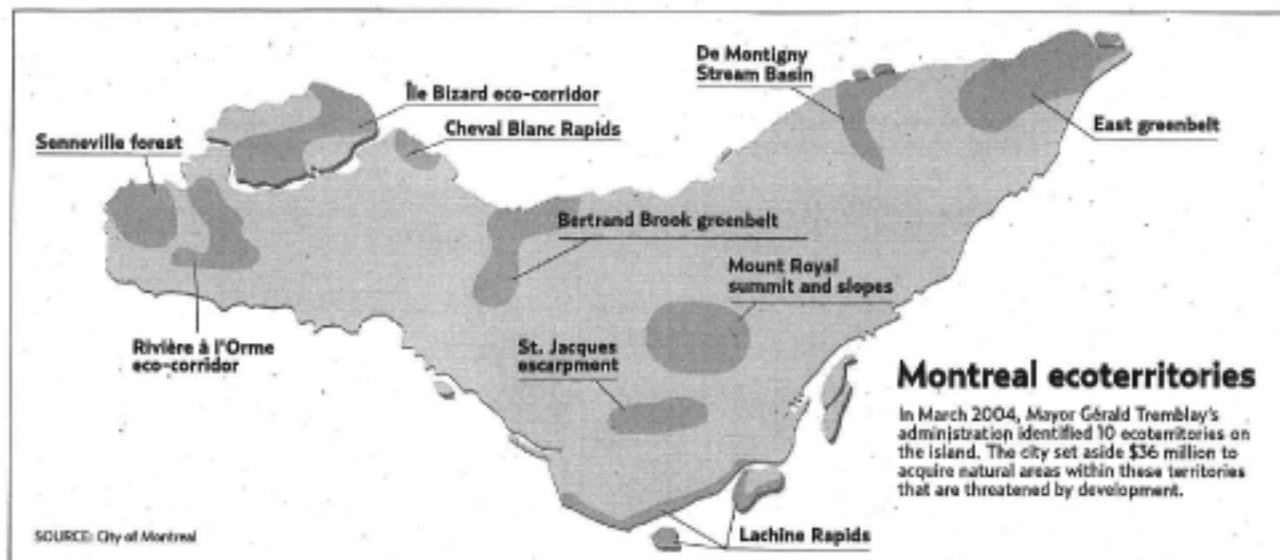 De Montigny
Stream Basin
Île Bizard eco-corridor
Cheval Blanc Rapids
East greenbelt
Senneville forest
Bertrand Brook greenbelt
Mount Royal
summit and slopes
Rivière à l'Orme
eco-corridor
St. Jacques
escarpment
Montreal ecoterritories
In March 2004, Mayor Gérald Tremblay's
administration identified 10 ecoterritories on
the island. The city set aside $36 million to
acquire natural areas within these territories
that are threatened by development.
Lachine Rapids
SOURCE: City of Montreal